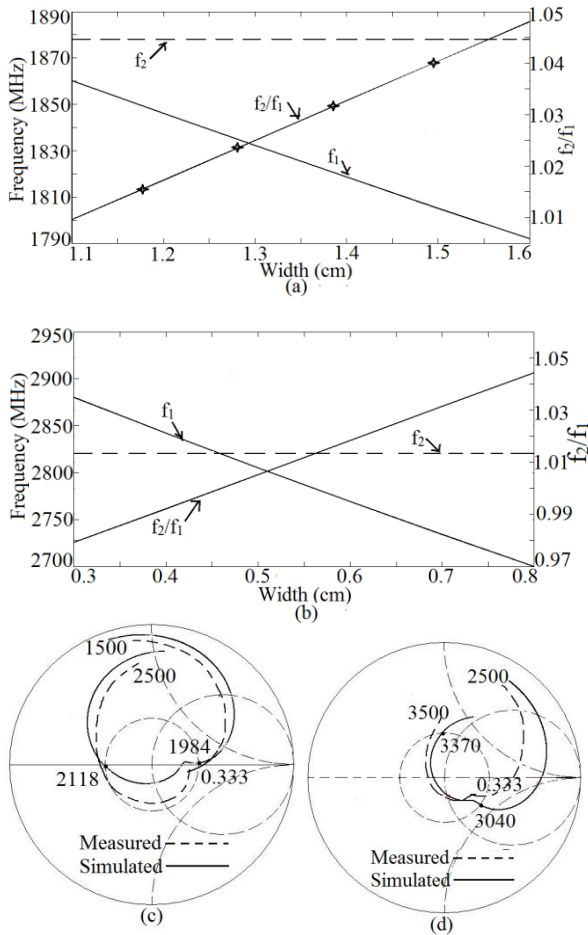 1890
1870
1850
1830
1810
1790
Frequency (MHz)
f₂
f₂/f₁
f₁
1.05
1.04
1.03
1.02
1.01
f₂/f₁
1.1
1.2
1.3
1.4
1.5
1.6
Width (cm)
(a)
2950
2900
2850
2800
2750
2700
Frequency (MHz)
f₁
f₂
f₂/f₁
1.05
1.03
1.01
0.99
0.97
f₂/f₁
0.3
0.4
0.5
0.6
0.7
0.8
Width (cm)
(b)
1500
2500
1984
2118
0.333
Measured
Simulated
(c)
2500
3500
3370
0.333
3040
Measured
Simulated
(d)